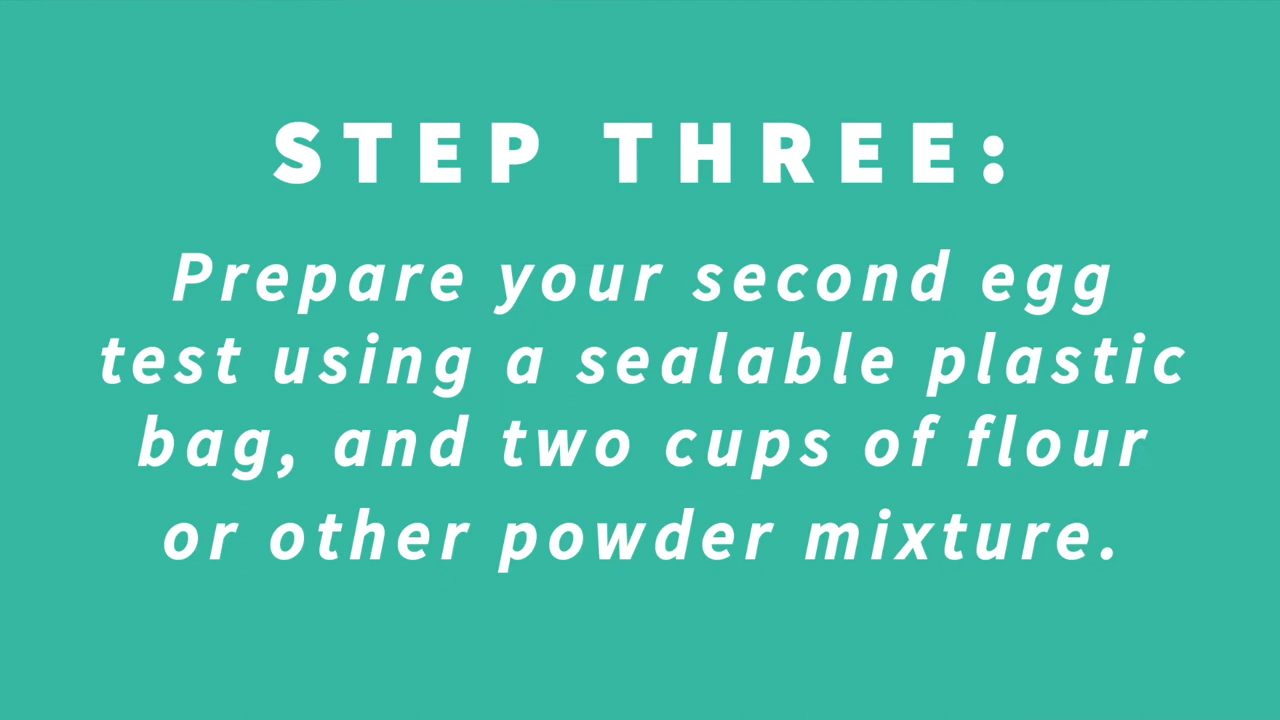 STEP THREE:
Prepare your second egg
test using a sealable plastic
bag, and two cups of flour
or other powder mixture.